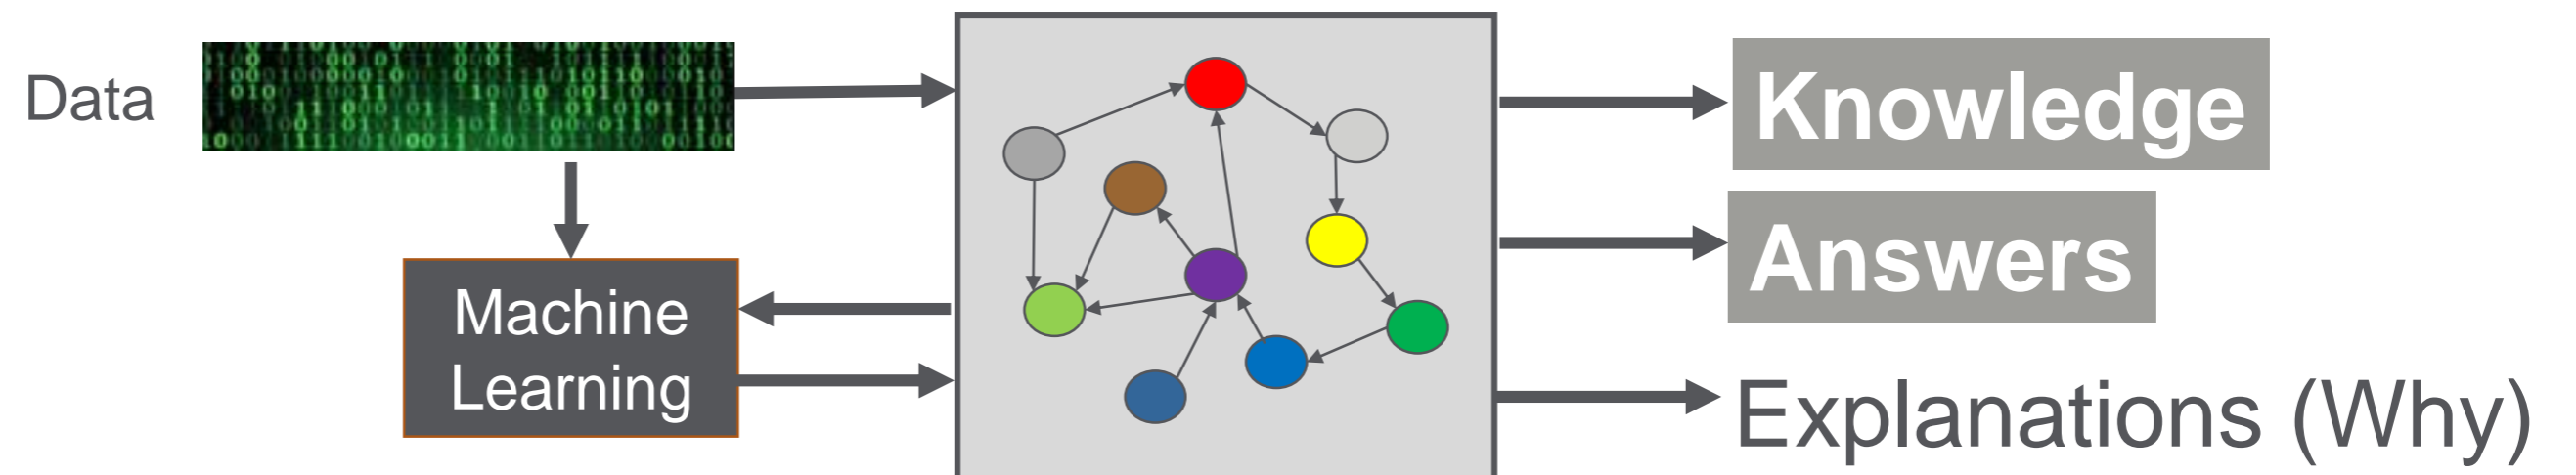 Data
Machine
Learning
Knowledge
Answers
Explanations (Why)